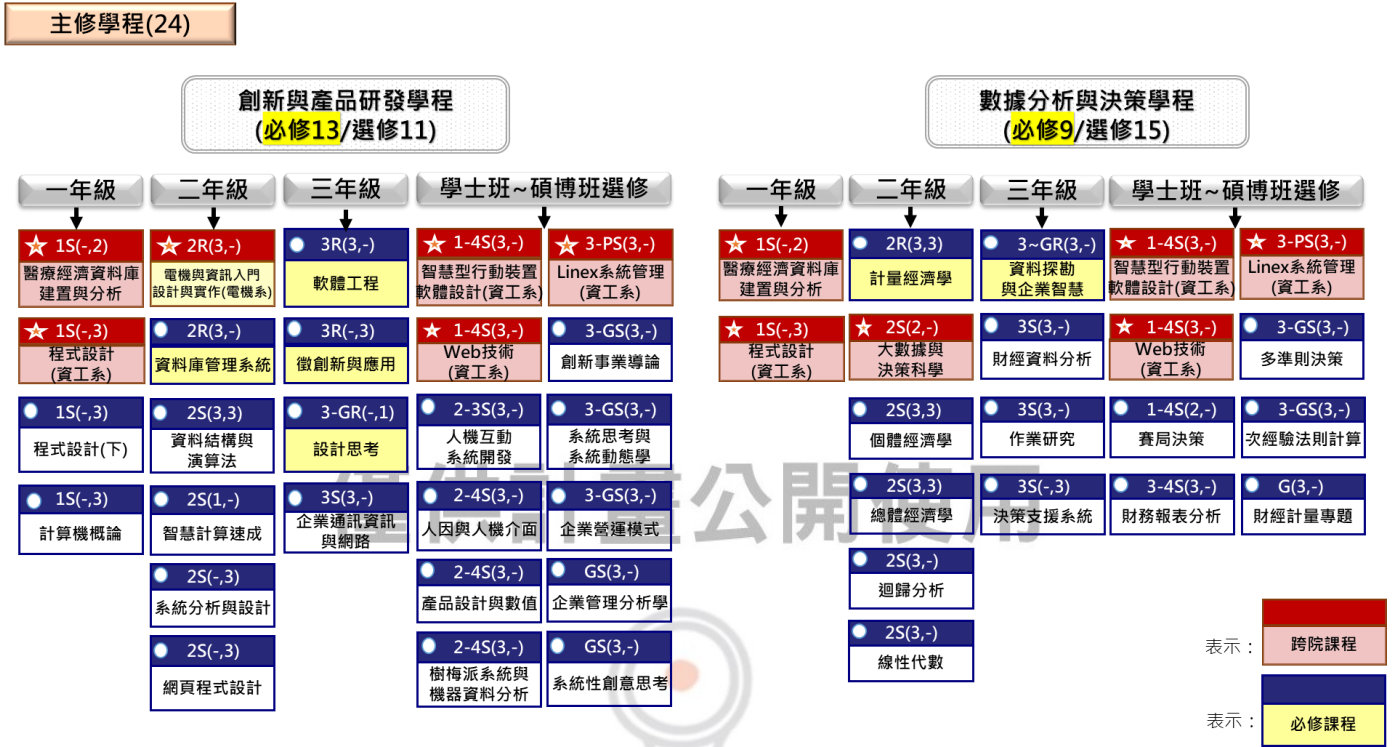 主修學程(24)
創新與產品研發學程
(必修13/選修11)
一年級
二年級
三年級
學士班~碩博班選修
1S(-,2)
醫療經濟資料庫
建置與分析
1S(-,3)
程式設計
(資工系)
1S(-,3)
程式設計(下)
1S(-,3)
計算機概論
2R(3,-)
電機與資訊入門
設計與實作(電機系)
2R(3,-)
資料庫管理系統
2S(3,3)
資料結構與
演算法
2S(1,-)
智慧計算速成
2S(-,3)
系統分析與設計
2S(-,3)
網頁程式設計
3R(3,-)
軟體工程
3R(-,3)
微創新與應用
3-GR(-,1)
設計思考
3S(3,-)
企業通訊資訊
與網路
1-4S(3,-)
智慧型行動裝置
軟體設計(資工系)
1-4S(3,-)
Web技術
(資工系)
2-3S(3,-)
人機互動
系統開發
2-4S(3,-)
人因與人機介面
2-4S(3,-)
產品設計與數值
2-4S(3,-)
樹梅派系統與
機器資料分析
3-PS(3,-)
Linex系統管理
(資工系)
3-GS(3,-)
創新事業導論
3-GS(3,-)
系統思考與
系統動態學
3-GS(3,-)
企業營運模式
GS(3,-)
企業管理分析學
GS(3,-)
系統性創意思考
數據分析與決策學程
(必修9/選修15)
一年級
二年級
三年級
學士班~碩博班選修
1S(-,2)
醫療經濟資料庫
建置與分析
1S(-,3)
程式設計
(資工系)
2R(3,3)
計量經濟學
2S(2,-)
大數據與
決策科學
2S(3,3)
個體經濟學
2S(3,3)
總體經濟學
2S(3,-)
迴歸分析
2S(3,-)
線性代數
3~GR(3,-)
資料探勘
與企業智慧
3S(3,-)
財經資料分析
3S(3,-)
作業研究
3S(-,3)
決策支援系統
1-4S(3,-)
智慧型行動裝置
軟體設計(資工系)
1-4S(3,-)
Web技術
(資工系)
1-4S(2,-)
賽局決策
3-4S(3,-)
財務報表分析
3-PS(3,-)
Linex系統管理
(資工系)
3-GS(3,-)
多準則決策
3-GS(3,-)
次經驗法則計算
G(3,-)
財經計量專題
僅供計畫公開使用
表示：
跨院課程
表示：
必修課程